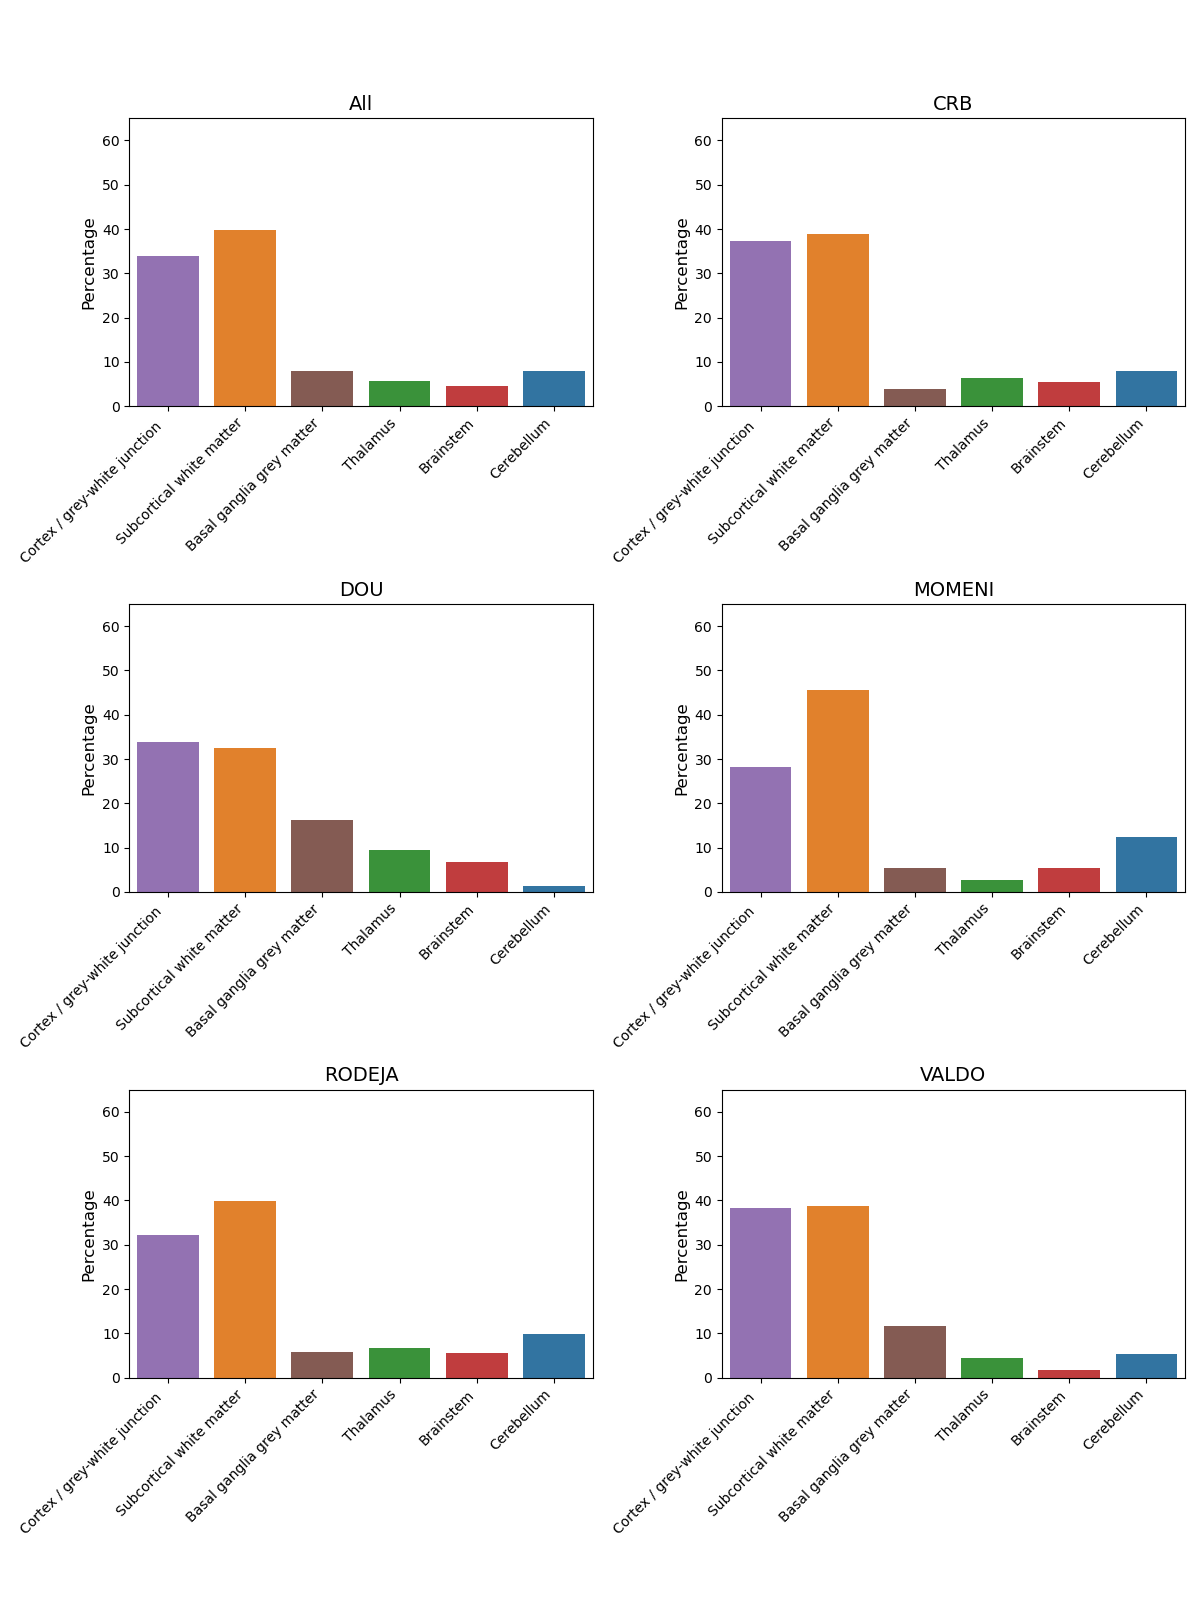 All
60
50
40
30
20
10
0
Percentage
Cortex / grey-white junction
Subcortical white matter
Basal ganglia grey matter
Thalamus
Brainstem
Cerebellum
CRB
60
50
40
30
20
10
0
Percentage
Cortex / grey-white junction
Subcortical white matter
Basal ganglia grey matter
Thalamus
Brainstem
Cerebellum
DOU
60
50
40
30
20
10
0
Percentage
Cortex / grey-white junction
Subcortical white matter
Basal ganglia grey matter
Thalamus
Brainstem
Cerebellum
MOMENI
60
50
40
30
20
10
0
Percentage
Cortex / grey-white junction
Subcortical white matter
Basal ganglia grey matter
Thalamus
Brainstem
Cerebellum
RODEJA
60
50
40
30
20
10
0
Percentage
Cortex / grey-white junction
Subcortical white matter
Basal ganglia grey matter
Thalamus
Brainstem
Cerebellum
VALDO
60
50
40
30
20
10
0
Percentage
Cortex / grey-white junction
Subcortical white matter
Basal ganglia grey matter
Thalamus
Brainstem
Cerebellum